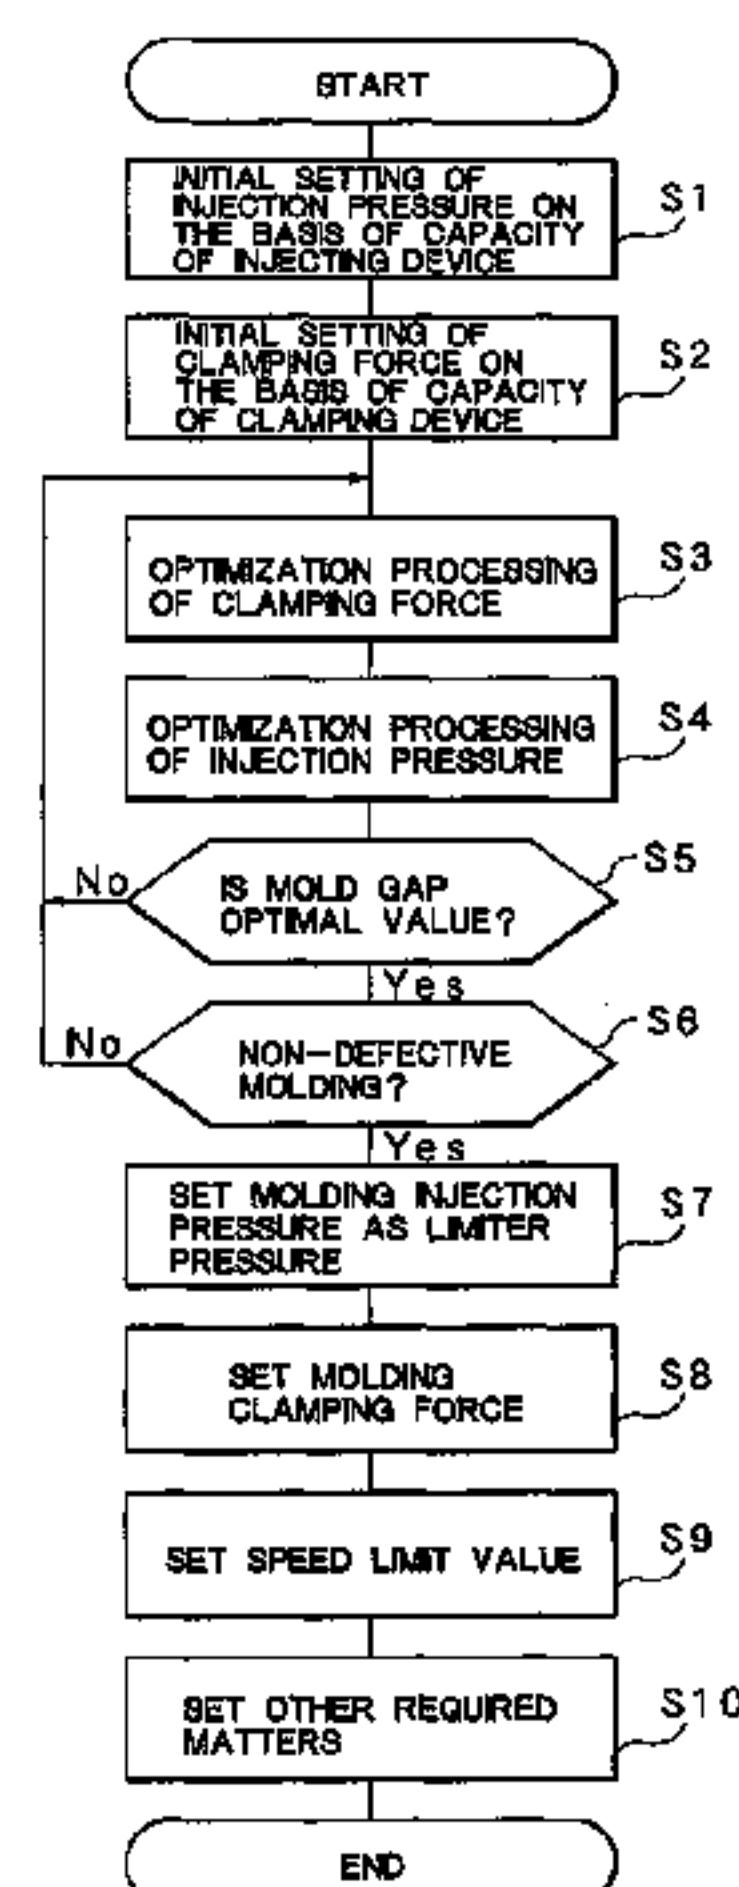 START
INITIAL SETTING OF
INJECTION PRESSURE ON
THE BASIS OF CAPACITY
OF INJECTING DEVICE
S1
INITIAL SETTING OF
CLAMPING FORCE ON
THE BASIS OF CAPACITY
OF CLAMPING DEVICE
S2
OPTIMIZATION PROCESSING
OF CLAMPING FORCE
S3
OPTIMIZATION PROCESSING
OF INJECTION PRESSURE
S4
No
IS MOLD GAP
OPTIMAL VALUE?
S5
Yes
No
NON-DEFECTIVE
MOLDING?
S6
Yes
SET MOLDING INJECTION
PRESSURE AS LIMITER
PRESSURE
S7
SET MOLDING
CLAMPING FORCE
S8
SET SPEED LIMIT VALUE
S9
SET OTHER REQUIRED
MATTERS
S10
END